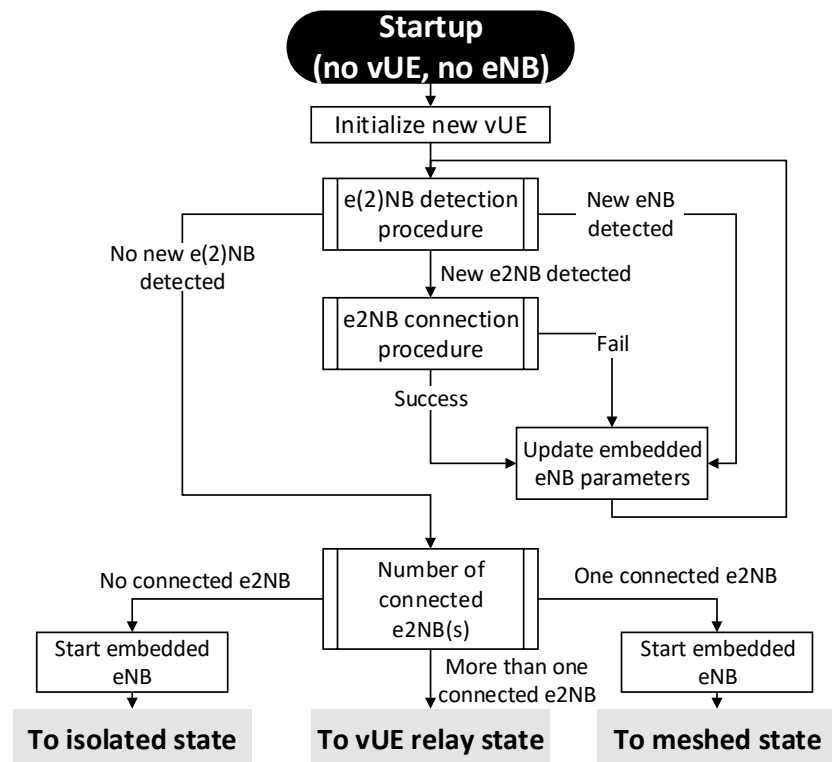 Startup
(no vUE, no eNB)
Initialize new vUE
e(2)NB detection
procedure
New eNB
detected
No new e(2)NB
detected
New e2NB detected
e2NB connection
procedure
Fail
Success
Update embedded
eNB parameters
Number of
connected
e2NB(s)
No connected e2NB
One connected e2NB
Start embedded
eNB
More than one
connected e2NB
Start embedded
eNB
To isolated state
To vUE relay state
To meshed state